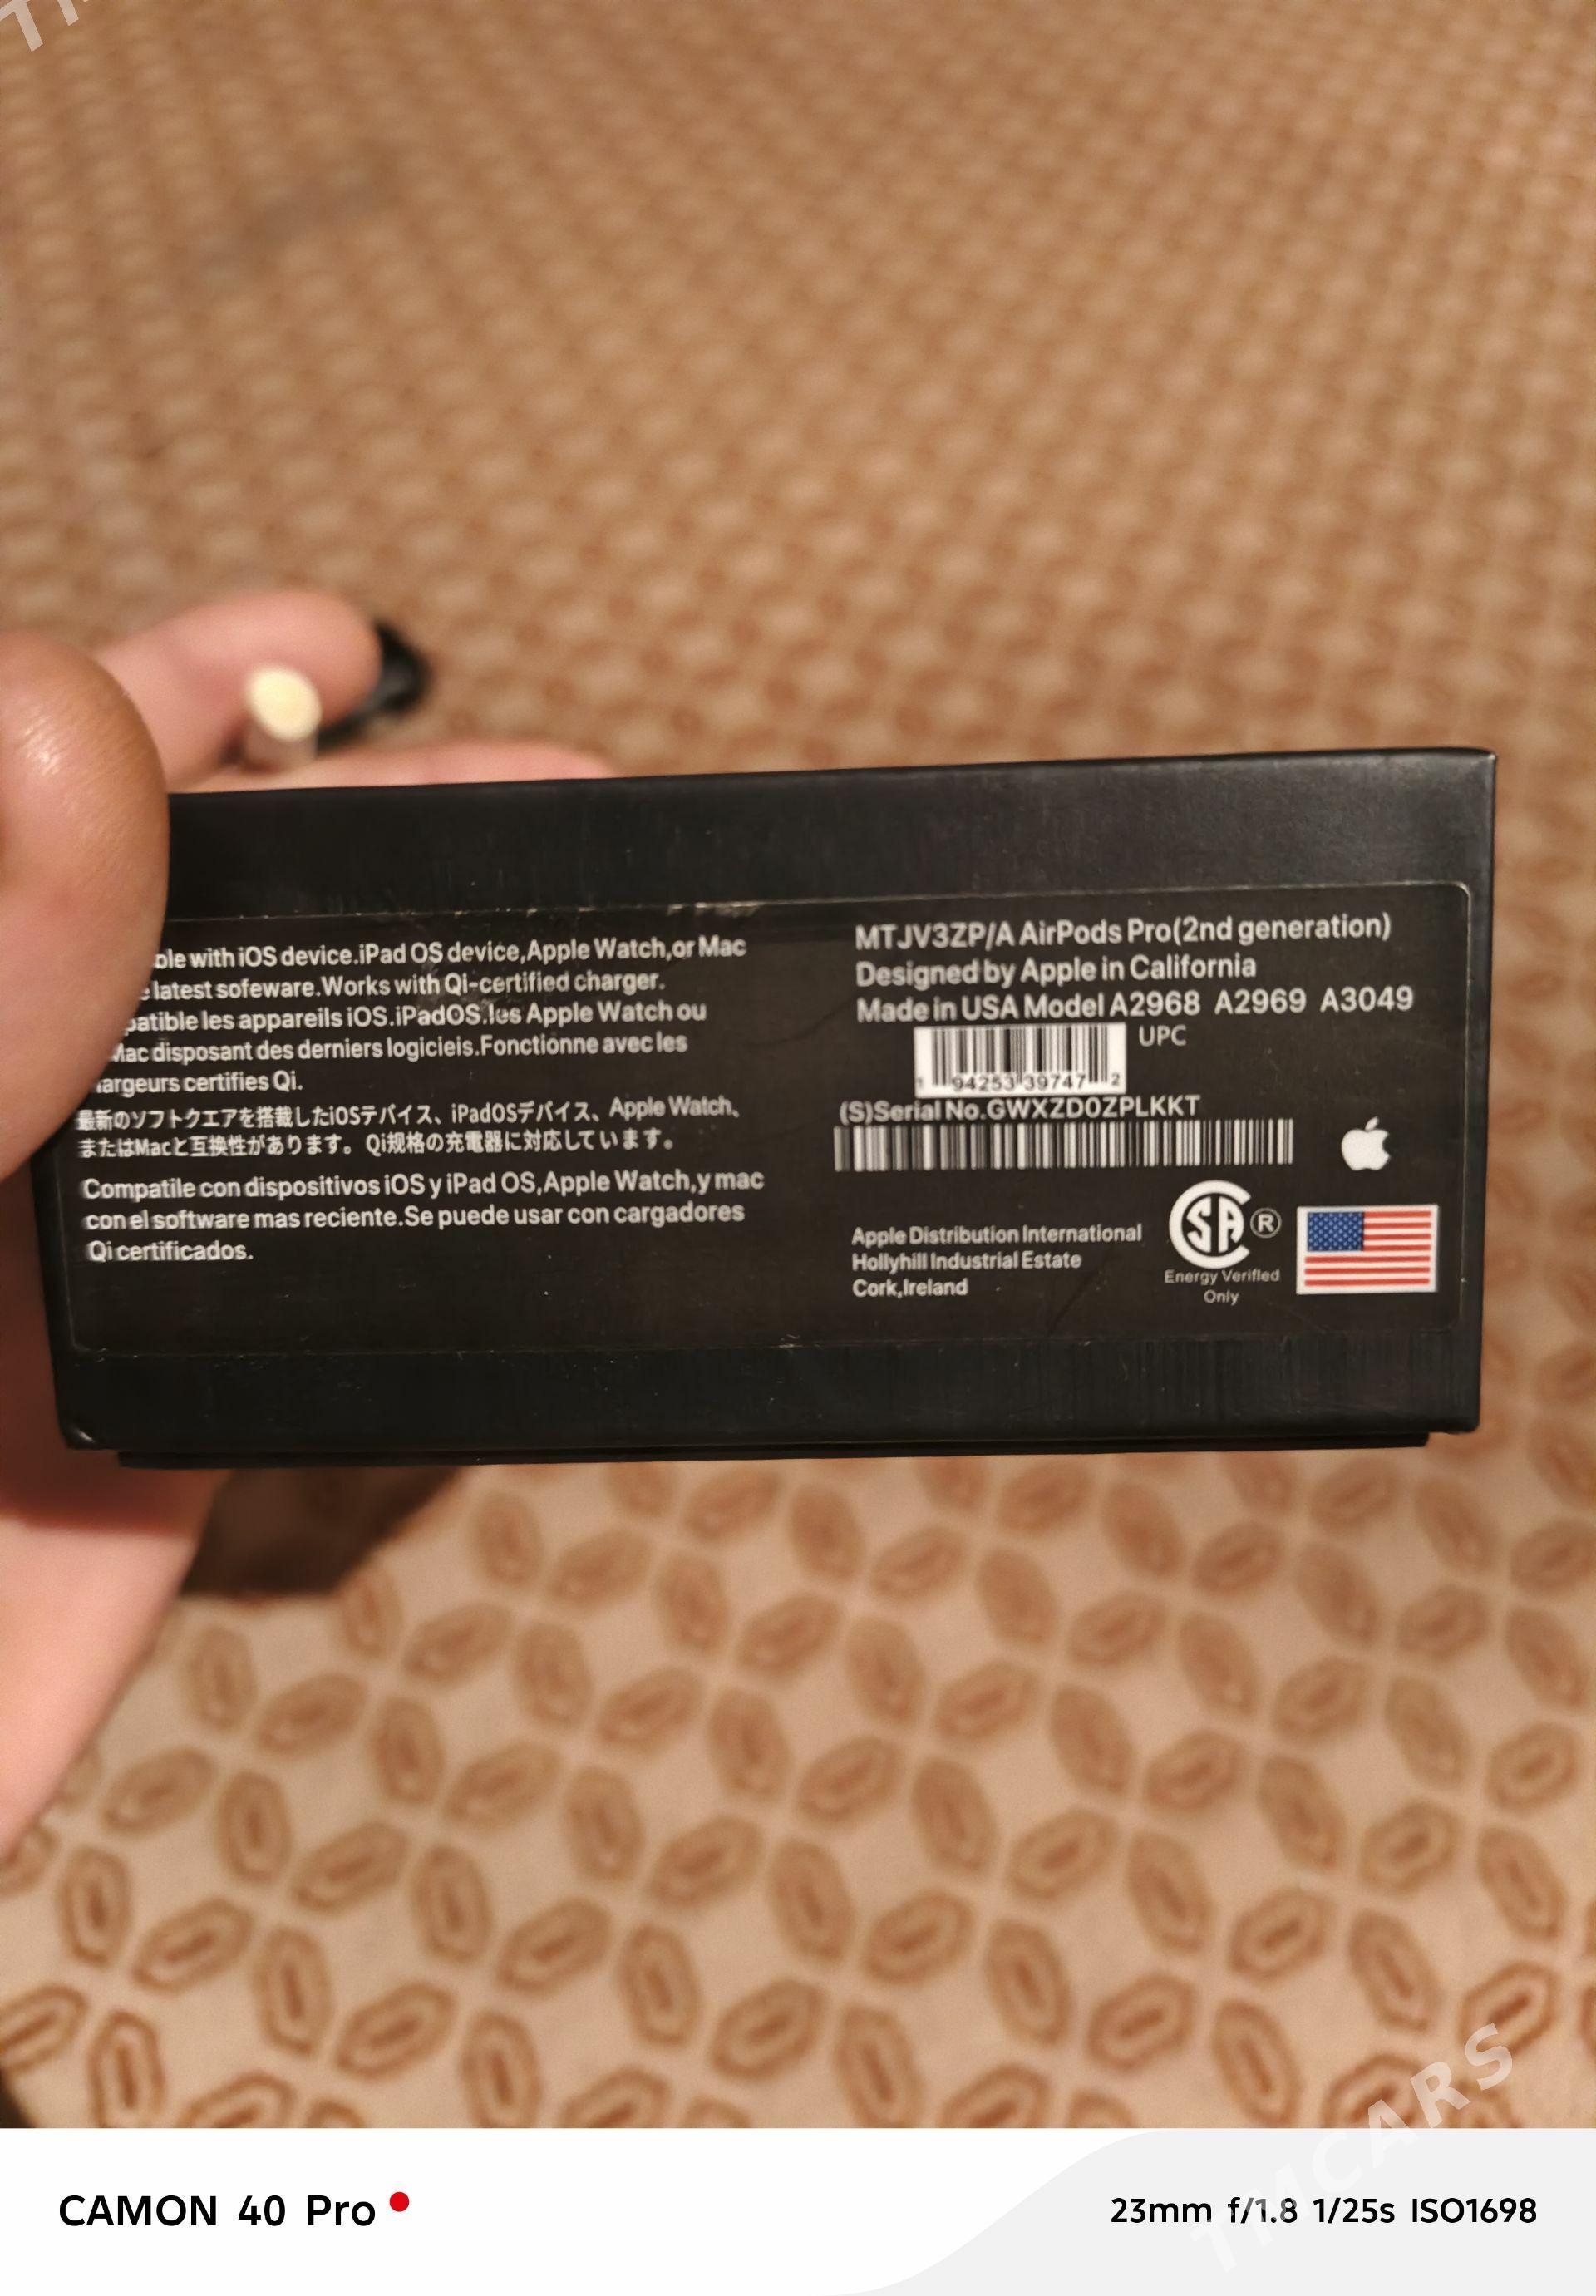 ble with iOS device.iPad OS device,Apple Watch,or Mac
latest sofeware.Works with Qi-certified charger.
patible les appareils iOS.iPadOS.les Apple Watch ou
Mac disposant des derniers logicieis.Fonctionne avec les
argeurs certifies Qi.
最新のソフトクエアを搭載したiOSテバイス、iPadOSデバイス、Apple Watch、
またはMacと互換性があります。Qi规格の充電器に対応しています。
Compatile con dispositivos iOS y iPad OS,Apple Watch,y mac
con el software mas reciente.Se puede usar con cargadores
Qi certificados.
MTJV3ZP/A AirPods Pro(2nd generation)
Designed by Apple in California
Made in USA Model A2968 A2969 A3049
UPC
1 94253 39747 2
(S)Serial No.GWXZD0ZPLKKT
Apple Distribution International
Hollyhill Industrial Estate
Cork,Ireland
SA ®
Energy Verified
Only
TMCARS
CAMON 40 Pro
23mm f/1.8 1/25s ISO1698